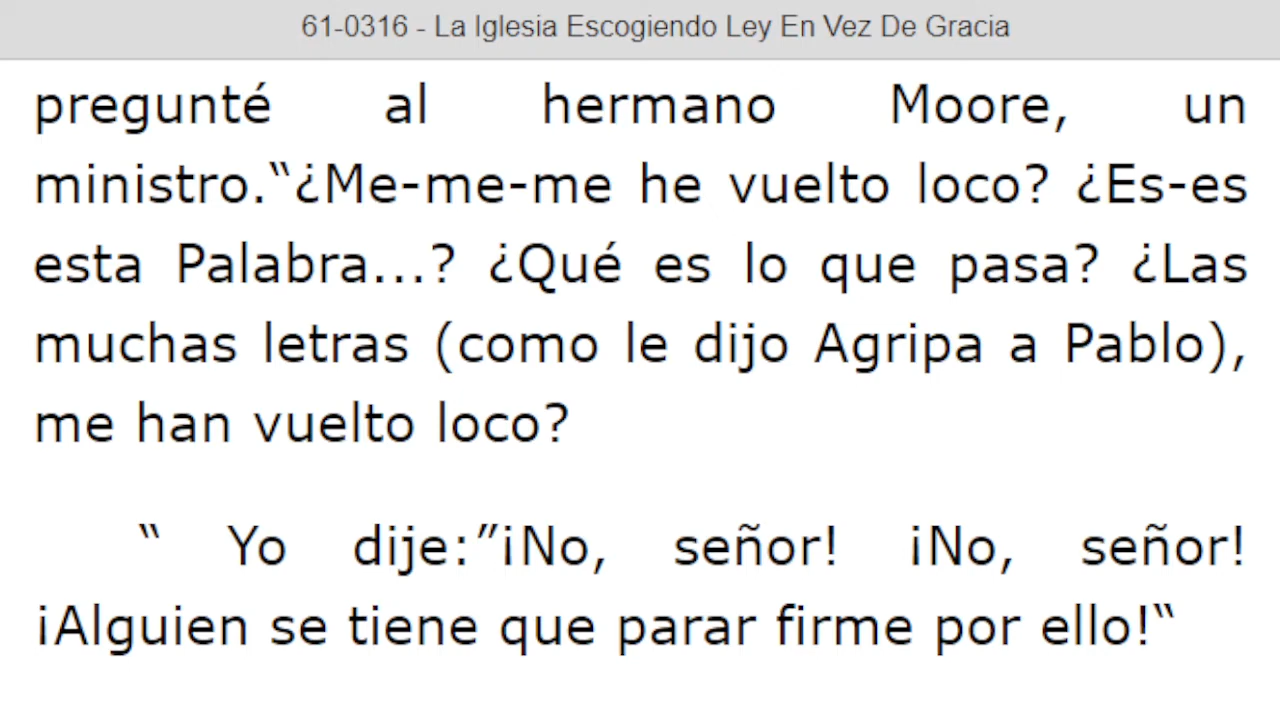 61-0316 - La Iglesia Escogiendo Ley En Vez De Gracia
pregunté al hermano Moore, un
ministro.“¿Me-me-me he vuelto loco? ¿Es-es
esta Palabra...? ¿Qué es lo que pasa? ¿Las
muchas letras (como le dijo Agripa a Pablo),
me han vuelto loco?
“ Yo dije:”¡No, señor! ¡No, señor!
¡Alguien se tiene que parar firme por ello!“